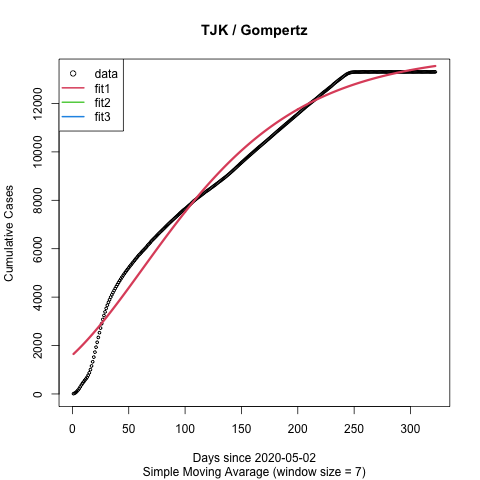 TJK / Gompertz
data
fit1
fit2
fit3
Cumulative Cases
0
2000
4000
6000
8000
10000
12000
0 50 100 150 200 250 300
Days since 2020-05-02
Simple Moving Avarage (window size = 7)